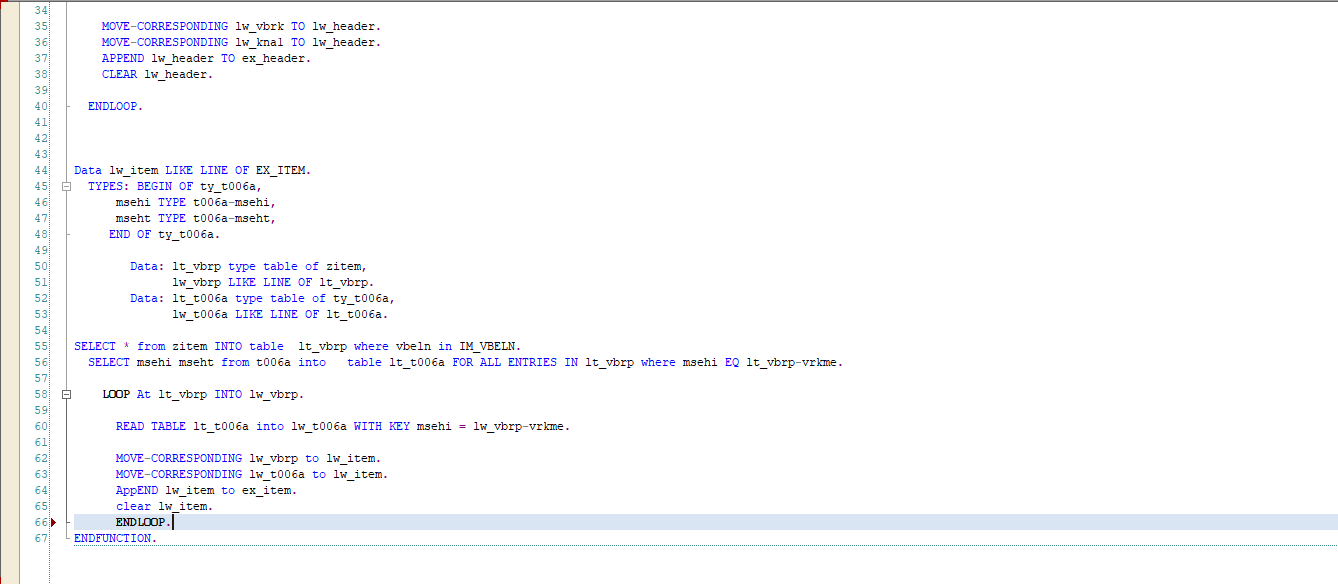 34
35 MOVE-CORRESPONDING lw_vbrk TO lw_header.
36 MOVE-CORRESPONDING lw_kna1 TO lw_header.
37 APPEND lw_header TO ex_header.
38 CLEAR lw_header.
39
40 ENDLOOP.
41
42
43
44 Data lw_item LIKE LINE OF EX_ITEM.
45 TYPES: BEGIN OF ty_t006a,
46 msehi TYPE t006a-msehi,
47 mseht TYPE t006a-mseht,
48 END OF ty_t006a.
49
50 Data: lt_vbrp type table of zitem,
51 lw_vbrp LIKE LINE OF lt_vbrp.
52 Data: lt_t006a type table of ty_t006a,
53 lw_t006a LIKE LINE OF lt_t006a.
54
55 SELECT * from zitem INTO table lt_vbrp where vbeln in IM_VBELN.
56 SELECT msehi mseht from t006a into table lt_t006a FOR ALL ENTRIES IN lt_vbrp where msehi EQ lt_vbrp-vrkme.
57
58 LOOP At lt_vbrp INTO lw_vbrp.
59
60 READ TABLE lt_t006a into lw_t006a WITH KEY msehi = lw_vbrp-vrkme.
61
62 MOVE-CORRESPONDING lw_vbrp to lw_item.
63 MOVE-CORRESPONDING lw_t006a to lw_item.
64 AppEND lw_item to ex_item.
65 clear lw_item.
66 ENDLOOP.
67 ENDFUNCTION.